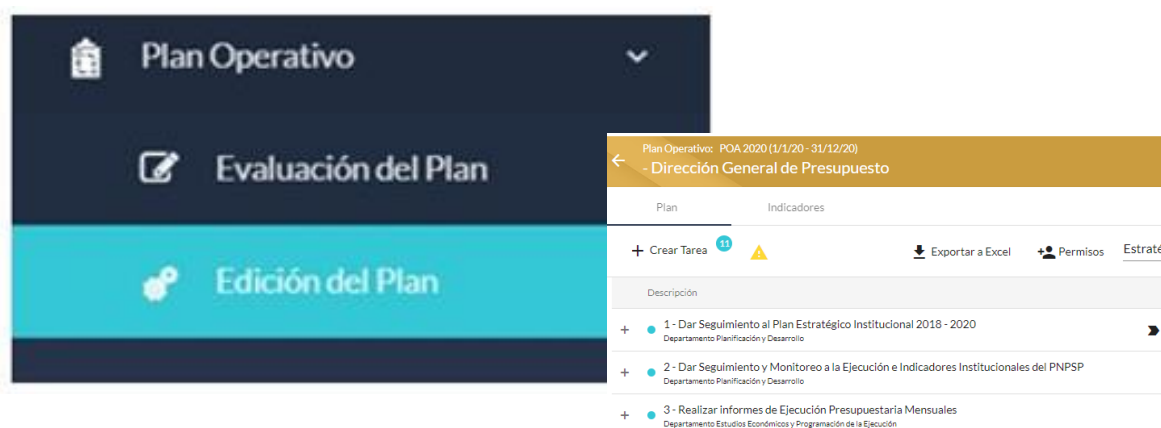 Plan Operativo
Evaluación del Plan
Edición del Plan
Plan Operativo: POA 2020 (1/1/20 - 31/12/20)
- Dirección General de Presupuesto
Plan Indicadores
+ Crear Tarea 11 Exportar a Excel Permisos Estraté
Descripción
+ 1 - Dar Seguimiento al Plan Estratégico Institucional 2018 - 2020
Departamento Planificación y Desarrollo
+ 2 - Dar Seguimiento y Monitoreo a la Ejecución e Indicadores Institucionales del PNPSP
Departamento Planificación y Desarrollo
+ 3 - Realizar informes de Ejecución Presupuestaria Mensuales
Departamento Estudios Económicos y Programación de la Ejecución